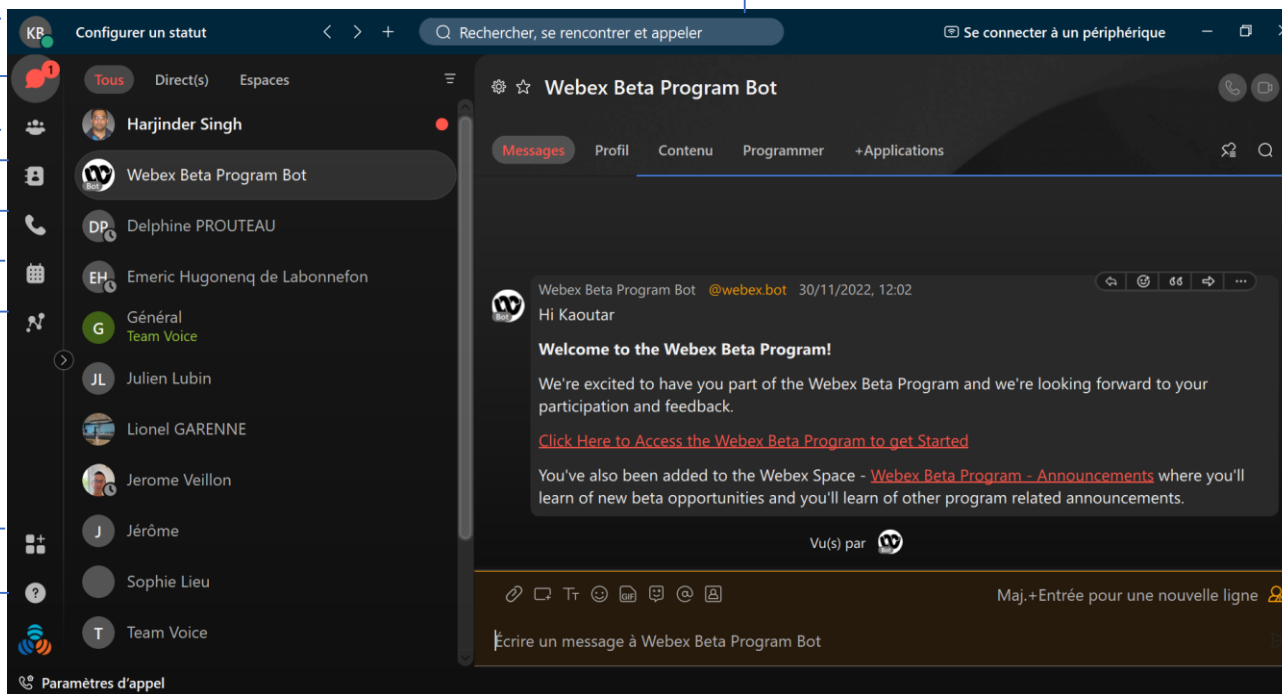 KB
Configurer un statut
Rechercher, se rencontrer et appeler
Se connecter à un périphérique
1
Tous
Direct(s)
Espaces
Harjinder Singh
Bot
Webex Beta Program Bot
DP
Delphine PROUTEAU
EH
Emeric Hugonenq de Labonnefon
G
Général
Team Voice
JL
Julien Lubin
Lionel GARENNE
Jerome Veillon
J
Jérôme
Sophie Lieu
T
Team Voice
Paramètres d'appel
Webex Beta Program Bot
Messages
Profil
Contenu
Programmer
+Applications
Bot
Webex Beta Program Bot @webex.bot 30/11/2022, 12:02
Hi Kaoutar
Welcome to the Webex Beta Program!
We're excited to have you part of the Webex Beta Program and we're looking forward to your
participation and feedback.
Click Here to Access the Webex Beta Program to get Started
You've also been added to the Webex Space - Webex Beta Program - Announcements where you'll
learn of new beta opportunities and you'll learn of other program related announcements.
Vu(s) par
GIF
Maj.+Entrée pour une nouvelle ligne
Écrire un message à Webex Beta Program Bot